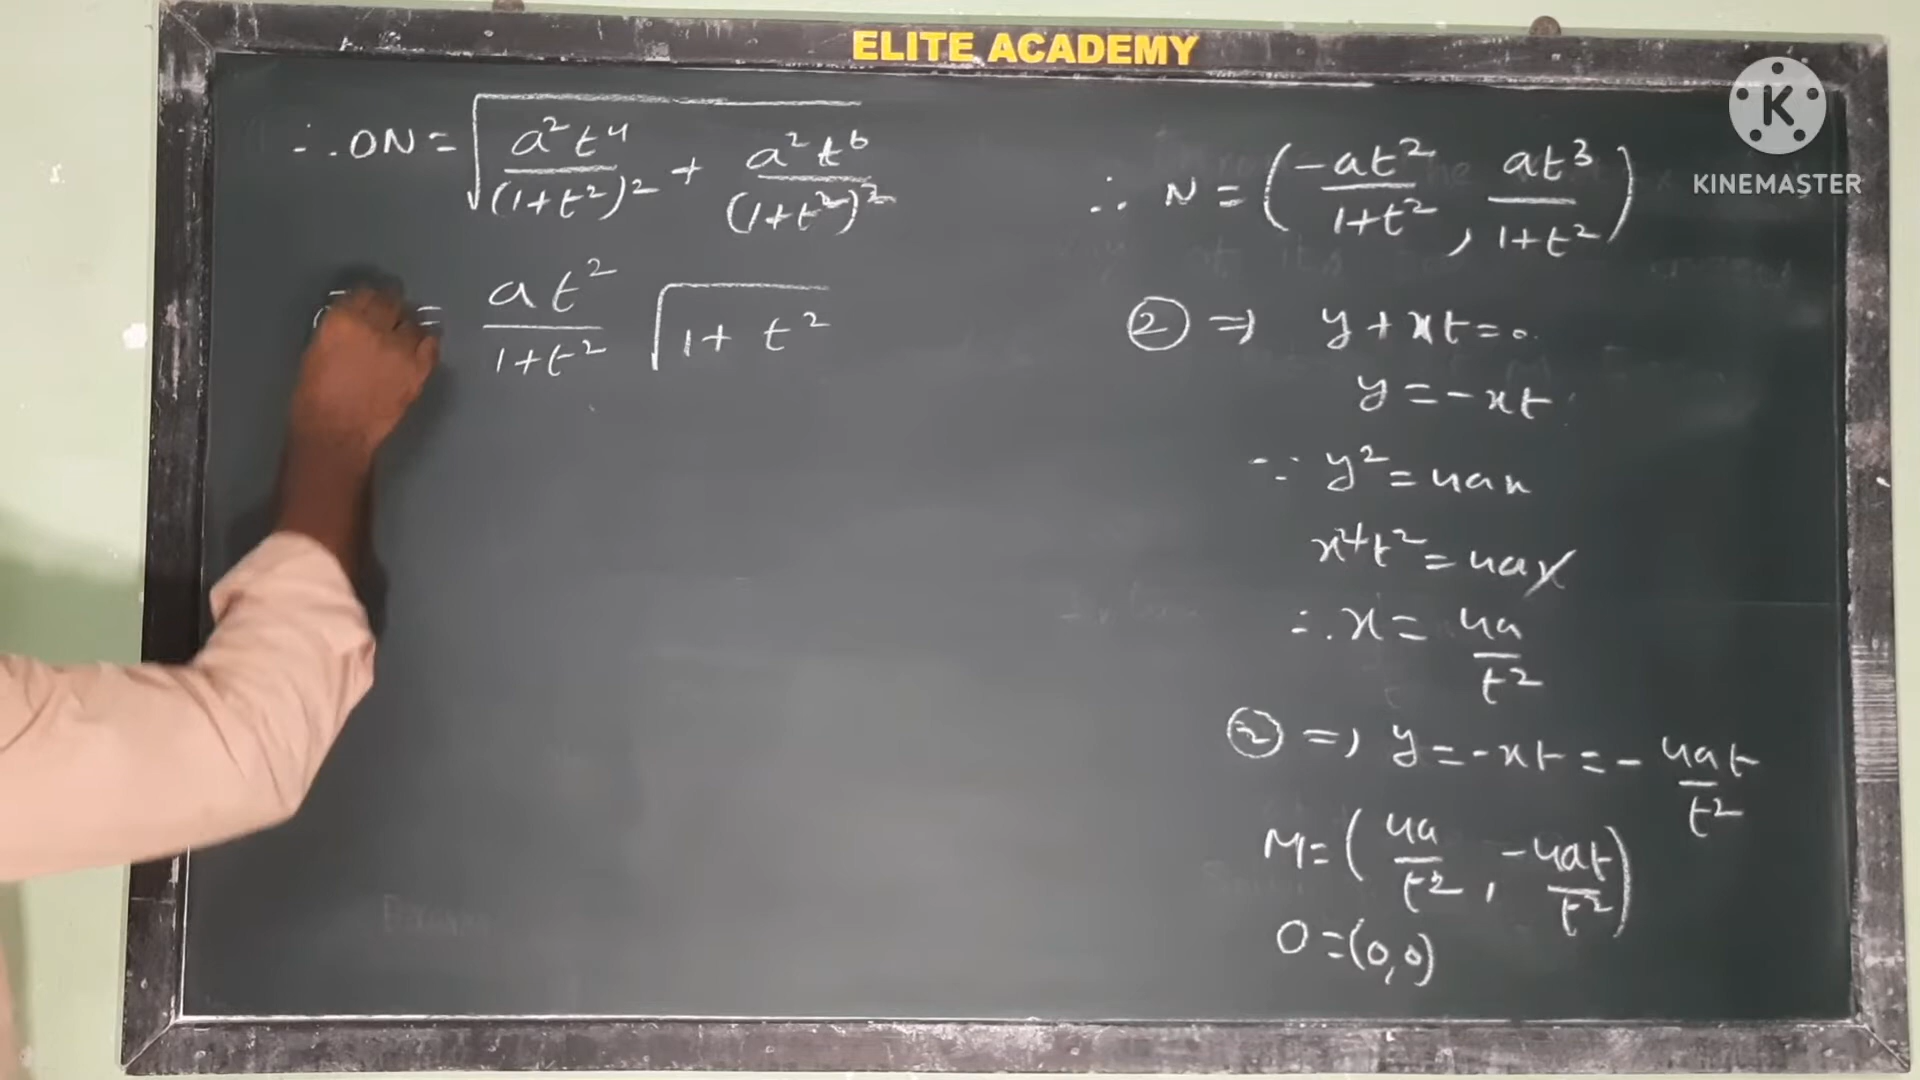 ELITE ACADEMY
KINEMASTER
∴ ON = √(a²t⁴/(1+t²)² + a²t⁶/(1+t²)²)
= at²/(1+t²) √(1+t²)
∴ N = (-at²/(1+t²), at³/(1+t²))
② ⇒ y + xt = 0.
y = -xt
∵ y² = 4ax
x²t² = 4ax
∴ x = 4a/t²
② ⇒ y = -xt = -4at/t²
M = (4a/t², -4at/t²)
O = (0,0)